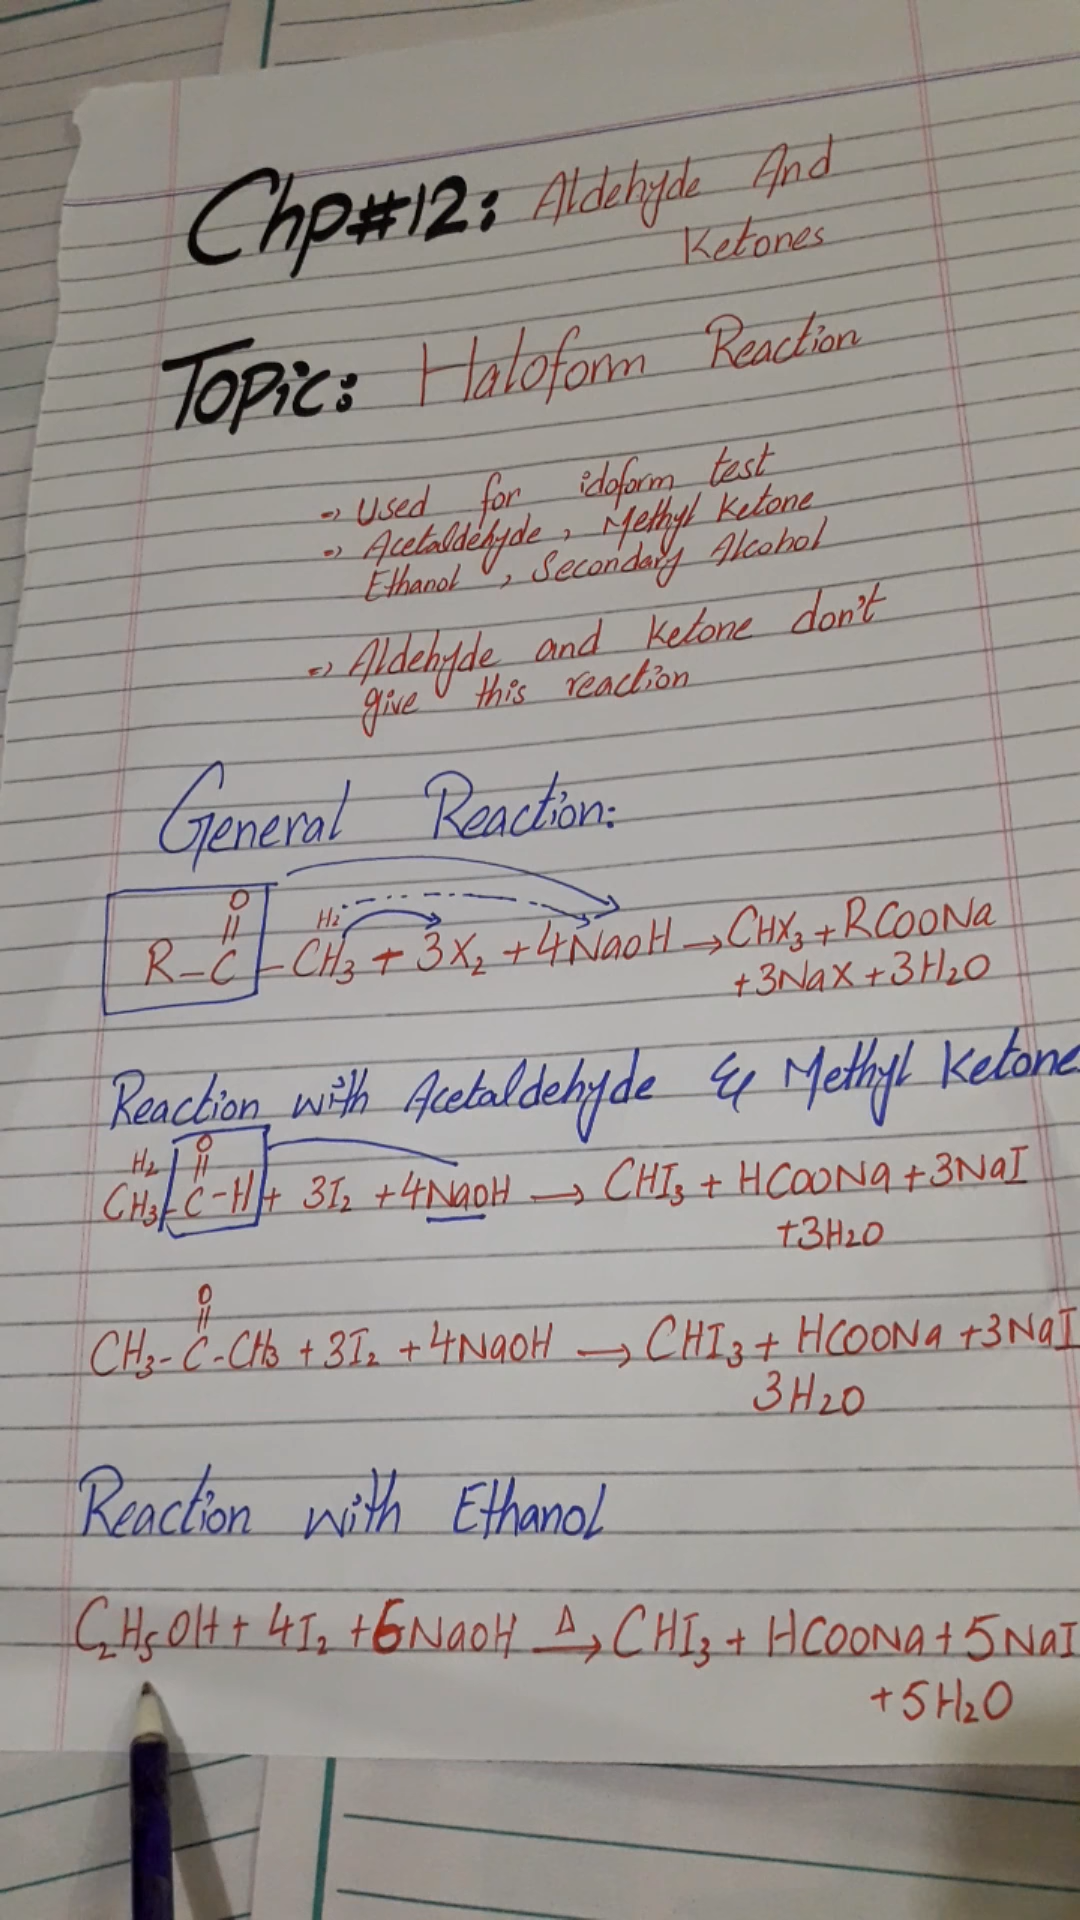 Chp#12: Aldehyde And
Ketones
Topic: Haloform Reaction
=> Used for idoform test
=> Acetaldehyde, Methyl Ketone
Ethanol, Secondary Alcohol
=> Aldehyde and Ketone don't
give this reaction
General Reaction:
O
||
H2
R-C-CH3 + 3X2 + 4NaOH → CHX3 + RCOONa
+3NaX + 3H2O
Reaction with Acetaldehyde & Methyl Ketone
H2 O
||
CH3-C-H + 3I2 + 4NaOH → CHI3 + HCOONa + 3NaI
+3H2O
O
||
CH3-C-CH3 + 3I2 + 4NaOH → CHI3 + HCOONa + 3NaI
3H2O
Reaction with Ethanol
C2H5OH + 4I2 + 6NaOH Δ→ CHI3 + HCOONa + 5NaI
+5H2O